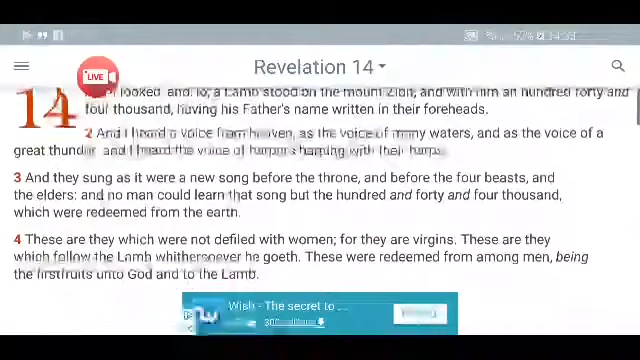 Revelation 14
LIVE
14 looked and, lo, a Lamb stood on the mount Zion, and with him an hundred forty and
four thousand, having his Father's name written in their foreheads.
2 And I heard a voice from heaven, as the voice of many waters, and as the voice of a
great thunder and I heard the voice of harpers harping with their harps
3 And they sung as it were a new song before the throne, and before the four beasts, and
the elders: and no man could learn that song but the hundred and forty and four thousand,
which were redeemed from the earth.
4 These are they which were not defiled with women; for they are virgins. These are they
which follow the Lamb whithersoever he goeth. These were redeemed from among men, being
the firstfruits unto God and to the Lamb.
Wish - The secret to ...